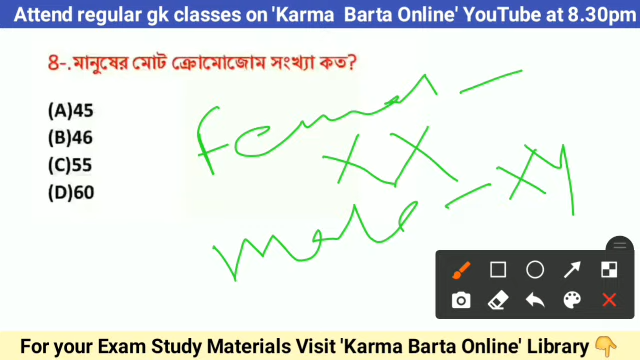 Attend regular gk classes on 'Karma Barta Online' YouTube at 8.30pm
8-.মানুষের মোট ক্রোমোজোম সংখ্যা কত?
(A)45
(B)46
(C)55
(D)60
Female —
XX
male — XY
For your Exam Study Materials Visit 'Karma Barta Online' Library 👇